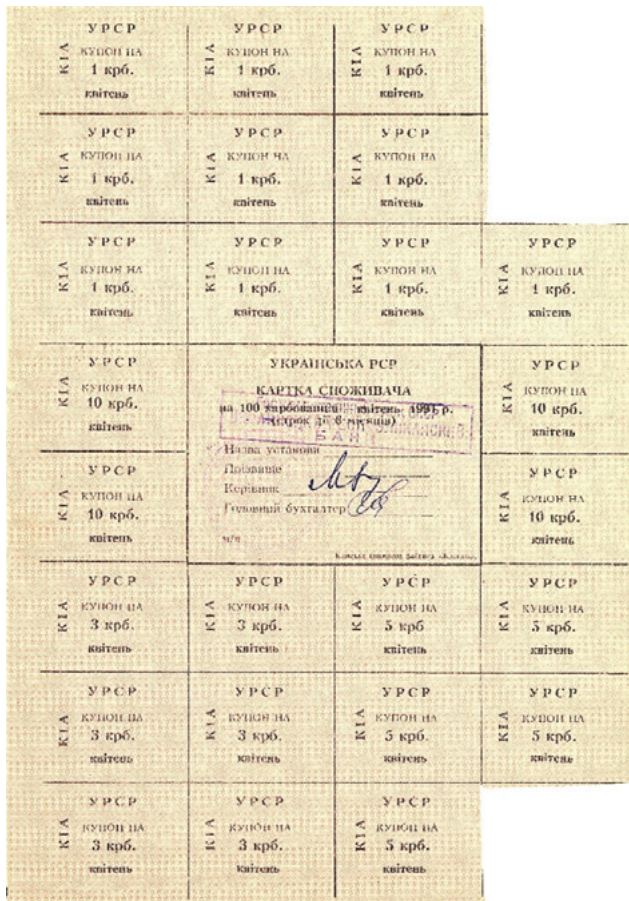 УРСР УРСР УРСР
КІА КУПОН НА КІА КУПОН НА КІА КУПОН НА
1 крб. 1 крб. 1 крб.
квітень квітень квітень
УРСР УРСР УРСР
КІА КУПОН НА КІА КУПОН НА КІА КУПОН НА
1 крб. 1 крб. 1 крб.
квітень квітень квітень
УРСР УРСР УРСР УРСР
КІА КУПОН НА КІА КУПОН НА КІА КУПОН НА КІА КУПОН НА
1 крб. 1 крб. 1 крб. 1 крб.
квітень квітень квітень квітень
УРСР
КІА КУПОН НА
10 крб.
квітень
УРСР
КІА КУПОН НА
10 крб.
квітень
УКРАЇНСЬКА РСР
КАРТКА СПОЖИВАЧА
на 100 карбованців квітень 1991 р.
(строк дії 6 місяців)
БАНК
Назва установи
Прізвище
Керівник
Головний бухгалтер
м/п
УРСР
КІА КУПОН НА
10 крб.
квітень
УРСР
КІА КУПОН НА
10 крб.
квітень
УРСР УРСР УРСР УРСР
КІА КУПОН НА КІА КУПОН НА КІА КУПОН НА КІА КУПОН НА
3 крб. 3 крб. 5 крб 5 крб.
квітень квітень квітень квітень
УРСР УРСР УРСР УРСР
КІА КУПОН НА КІА КУПОН НА КІА КУПОН НА КІА КУПОН НА
3 крб. 3 крб. 5 крб. 5 крб.
квітень квітень квітень квітень
УРСР УРСР УРСР
КІА КУПОН НА КІА КУПОН НА КІА КУПОН НА
3 крб. 3 крб. 5 крб.
квітень квітень квітень